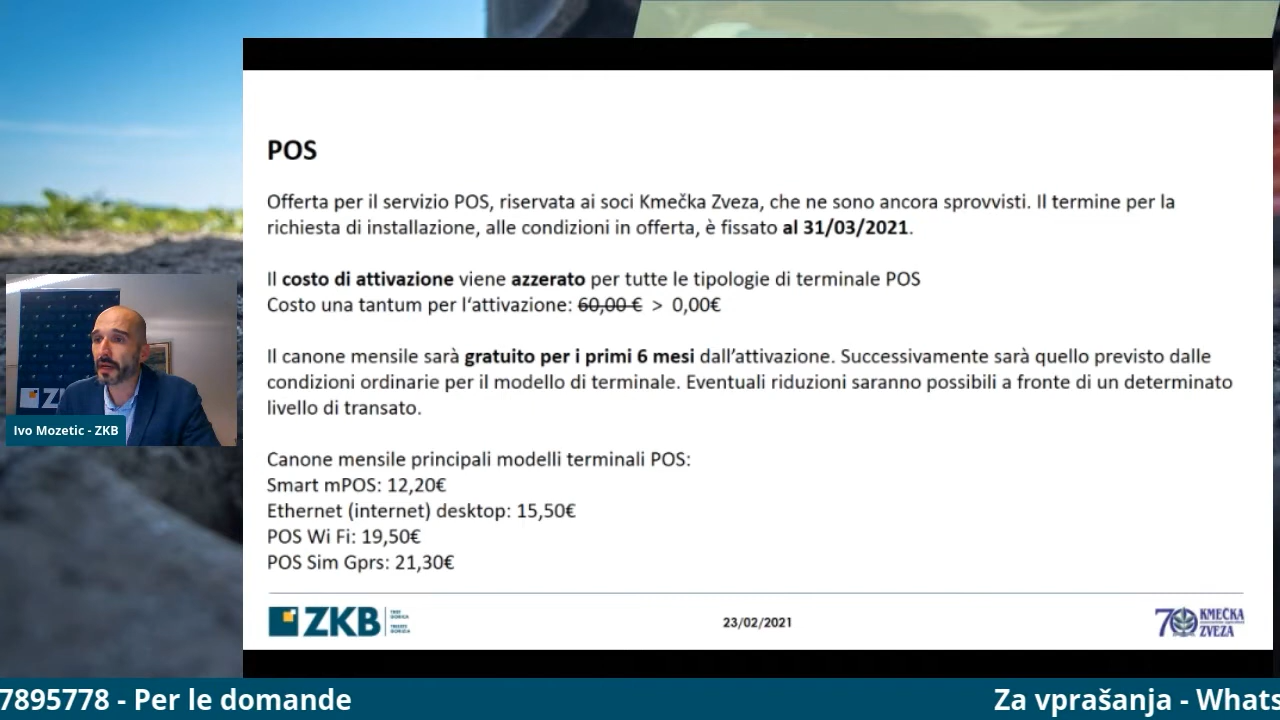 POS
Offerta per il servizio POS, riservata ai soci Kmečka Zveza, che ne sono ancora sprovvisti. Il termine per la
richiesta di installazione, alle condizioni in offerta, è fissato al 31/03/2021.
Il costo di attivazione viene azzerato per tutte le tipologie di terminale POS
Costo una tantum per l‘attivazione: 60,00 € > 0,00€
Il canone mensile sarà gratuito per i primi 6 mesi dall’attivazione. Successivamente sarà quello previsto dalle
condizioni ordinarie per il modello di terminale. Eventuali riduzioni saranno possibili a fronte di un determinato
livello di transato.
Canone mensile principali modelli terminali POS:
Smart mPOS: 12,20€
Ethernet (internet) desktop: 15,50€
POS Wi Fi: 19,50€
POS Sim Gprs: 21,30€
ZKB
23/02/2021
70 KMEČKA
ZVEZA
Ivo Mozetic - ZKB
7895778 - Per le domande
Za vprašanja - Whats